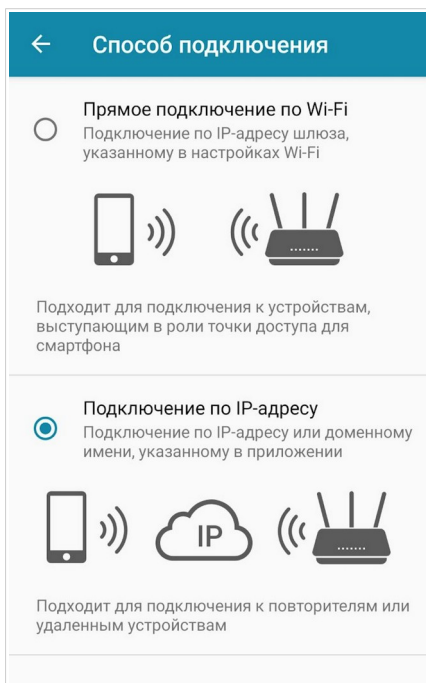 Способ подключения
Прямое подключение по Wi-Fi
Подключение по IP-адресу шлюза,
указанному в настройках Wi-Fi
Подходит для подключения к устройствам,
выступающим в роли точки доступа для
смартфона
Подключение по IP-адресу
Подключение по IP-адресу или доменному
имени, указанному в приложении
IP
Подходит для подключения к повторителям или
удаленным устройствам